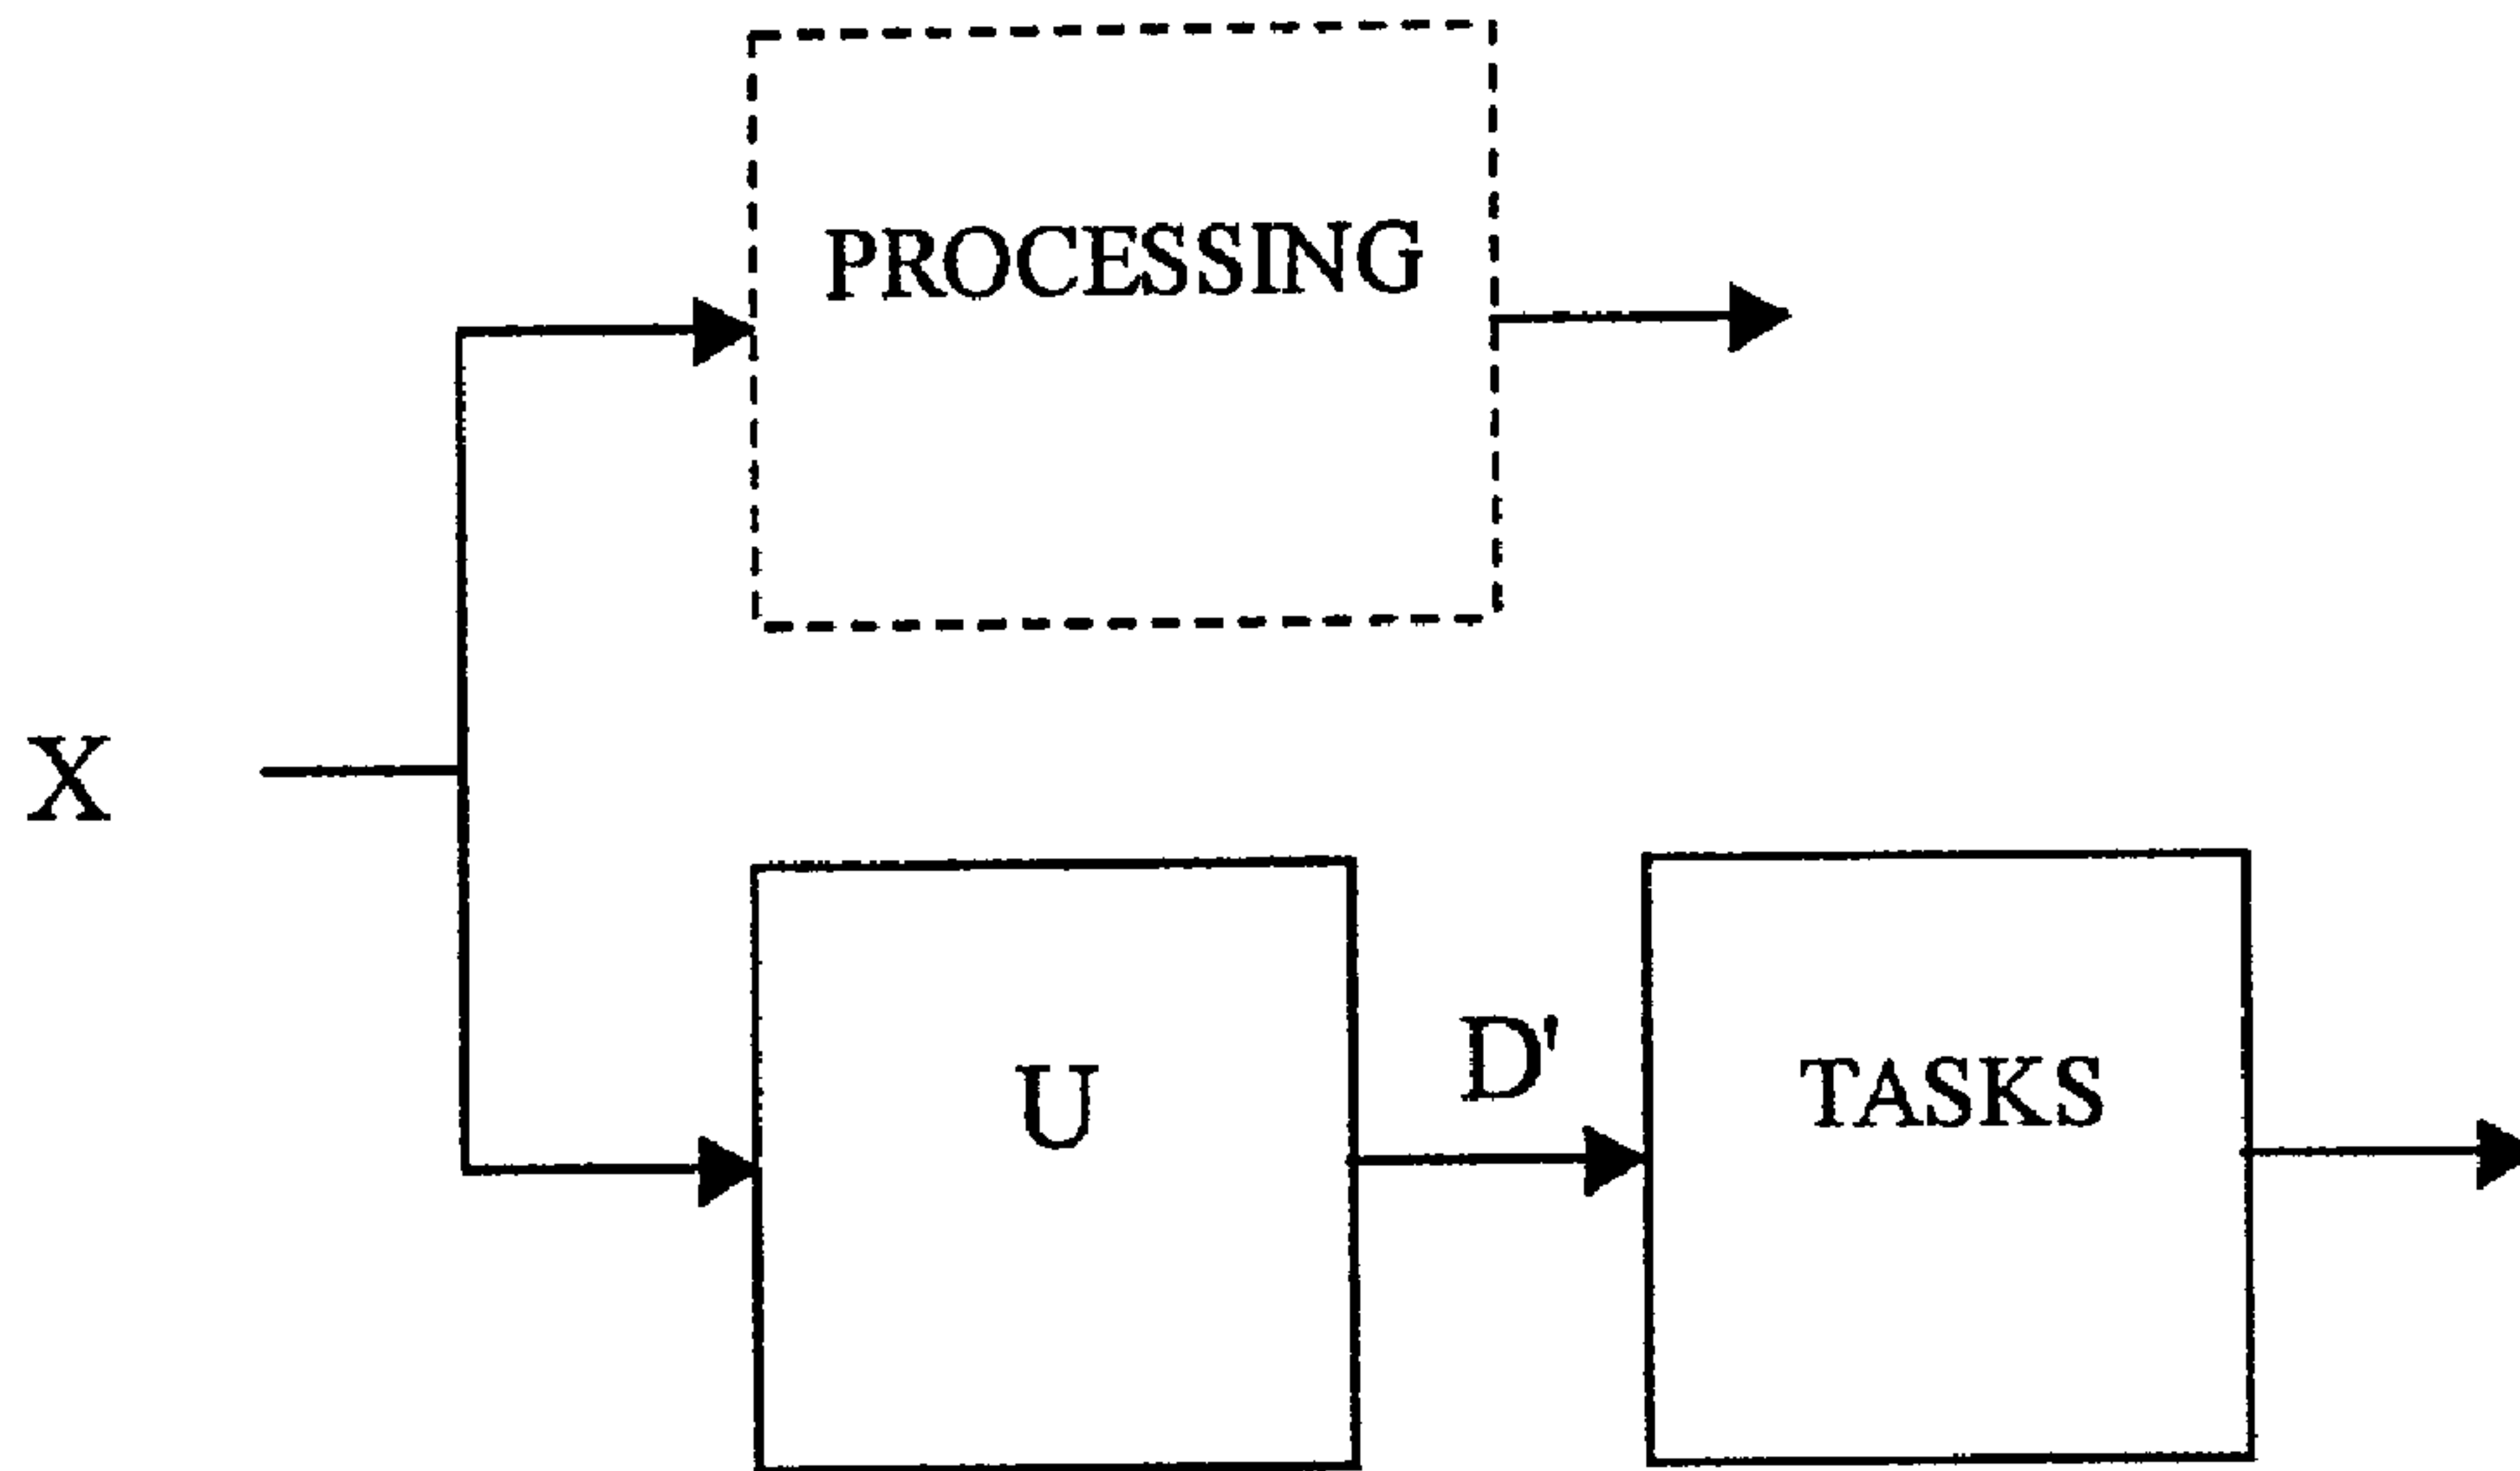 PROCESSING
X
U
D'
TASKS